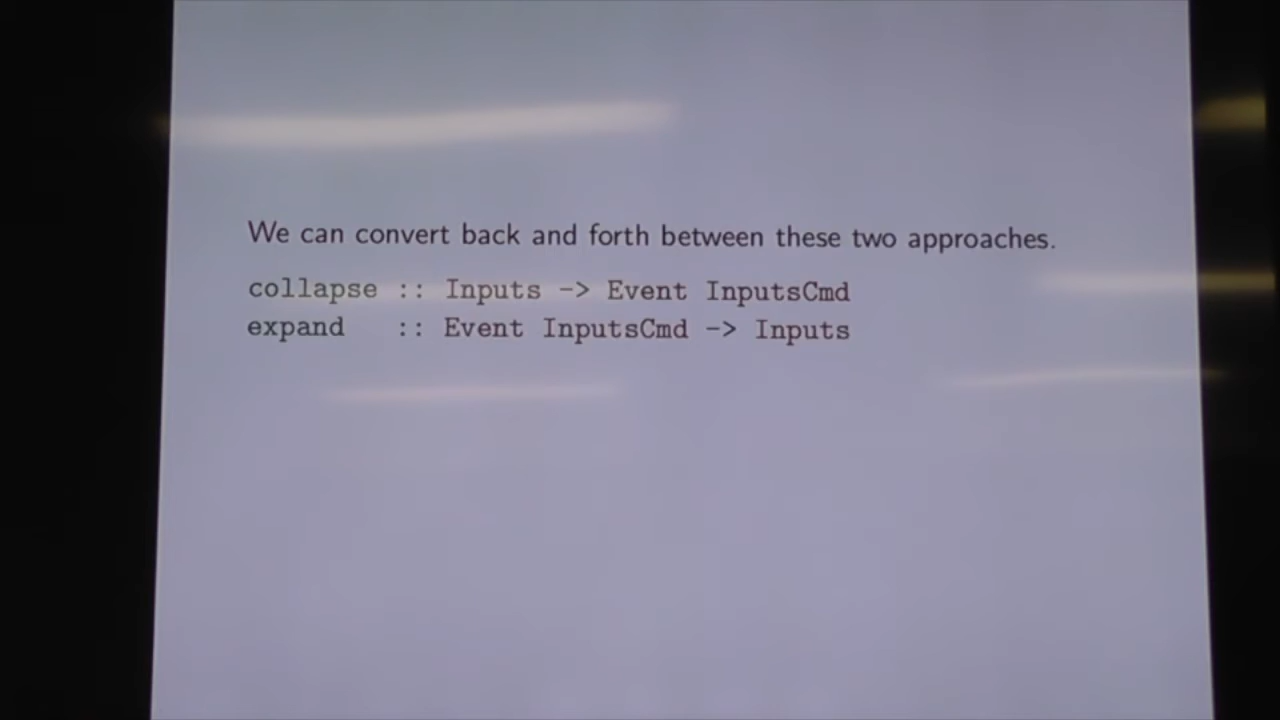 We can convert back and forth between these two approaches.
collapse :: Inputs -> Event InputsCmd
expand   :: Event InputsCmd -> Inputs